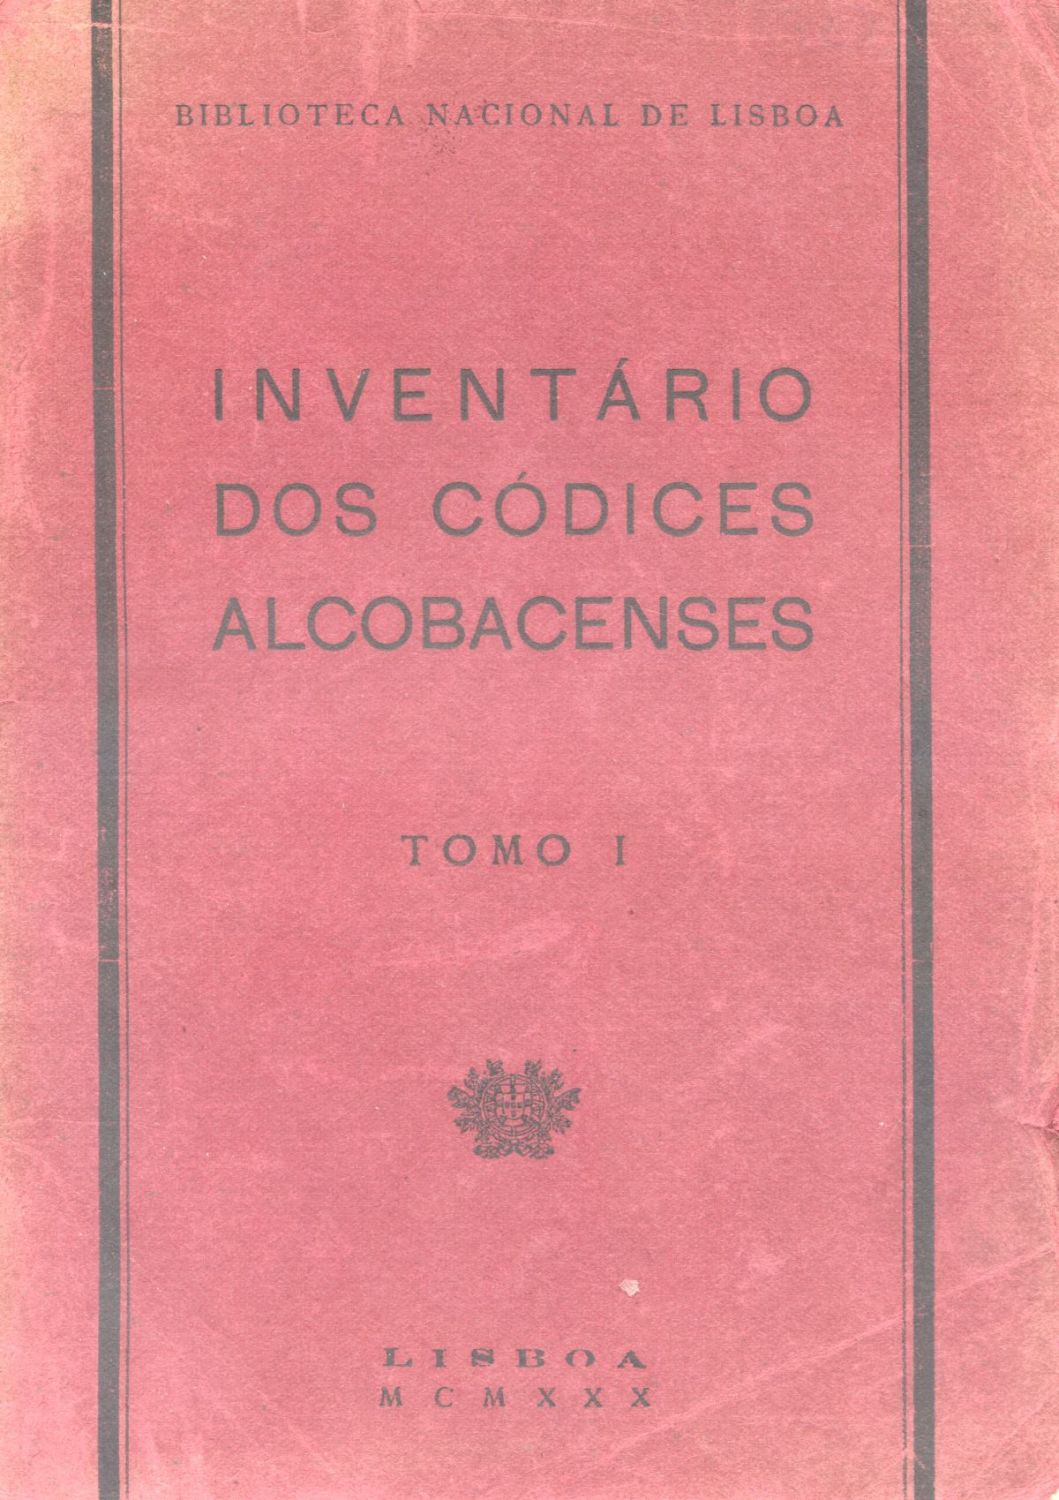 BIBLIOTECA NACIONAL DE LISBOA
INVENTÁRIO
DOS CÓDICES
ALCOBACENSES
TOMO I
LISBOA
MCMXXX